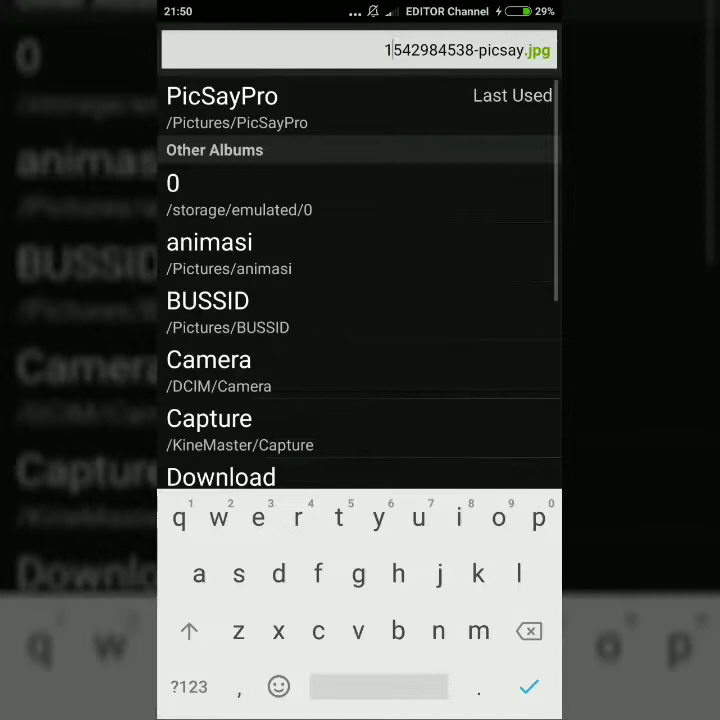 21:50
... EDITOR Channel 29%
1542984538-picsay.jpg
PicSayPro Last Used
/Pictures/PicSayPro
Other Albums
0
/storage/emulated/0
animasi
/Pictures/animasi
BUSSID
/Pictures/BUSSID
Camera
/DCIM/Camera
Capture
/KineMaster/Capture
Download
1 2 3 4 5 6 7 8 9 0
q w e r t y u i o p
a s d f g h j k l
z x c v b n m
?123 , .